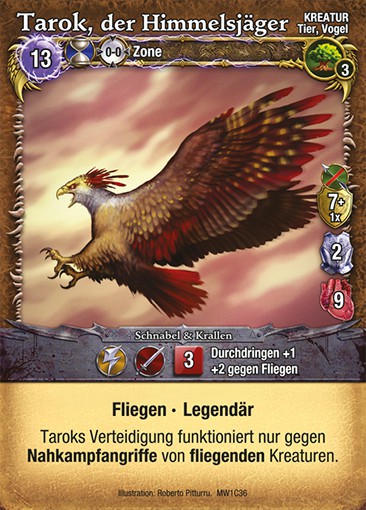 Tarok, der Himmelsjäger
KREATUR
Tier, Vogel
13
0-0 Zone
3
7+
1x
2
9
Schnabel & Krallen
3
Durchdringen +1
+2 gegen Fliegen
Fliegen · Legendär
Taroks Verteidigung funktioniert nur gegen
Nahkampfangriffe von fliegenden Kreaturen.
Illustration: Roberto Pitturru. MW1C36